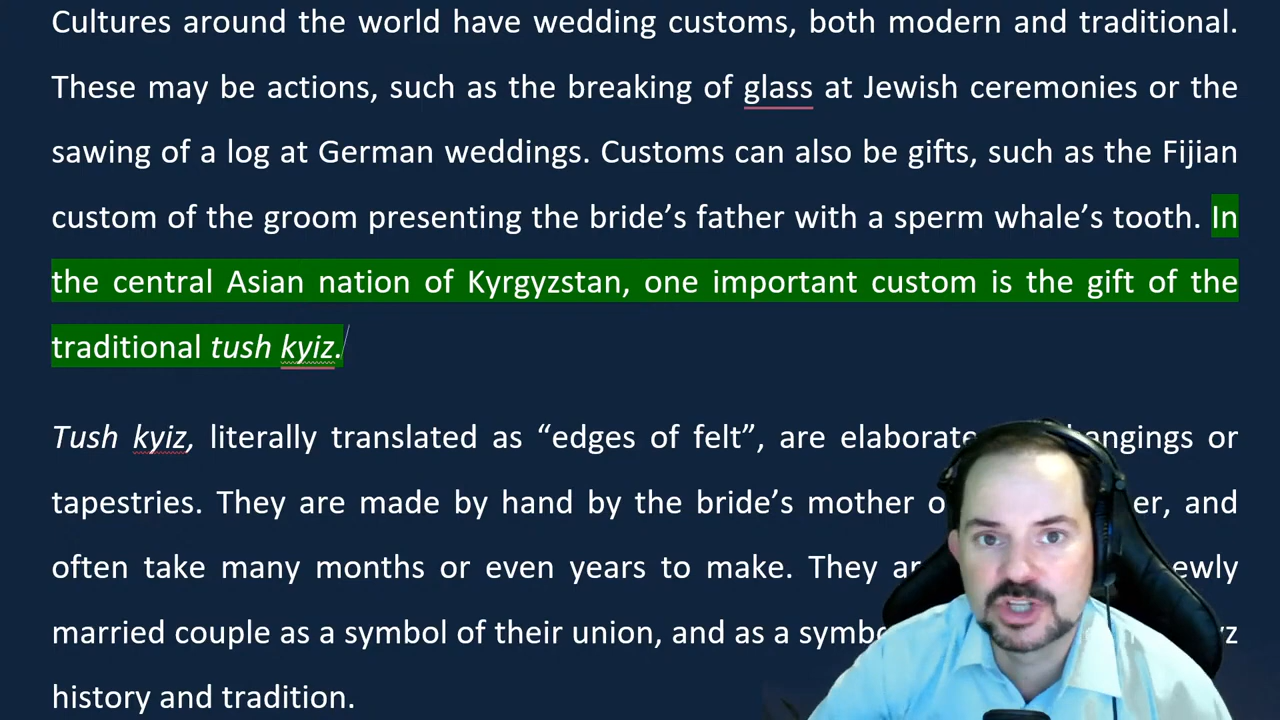 Cultures around the world have wedding customs, both modern and traditional.
These may be actions, such as the breaking of glass at Jewish ceremonies or the
sawing of a log at German weddings. Customs can also be gifts, such as the Fijian
custom of the groom presenting the bride’s father with a sperm whale’s tooth. In
the central Asian nation of Kyrgyzstan, one important custom is the gift of the
traditional tush kyiz.
Tush kyiz, literally translated as “edges of felt”, are elaborate hangings or
tapestries. They are made by hand by the bride’s mother and
often take many months or even years to make. They
married couple as a symbol of their union, and as a
history and tradition.